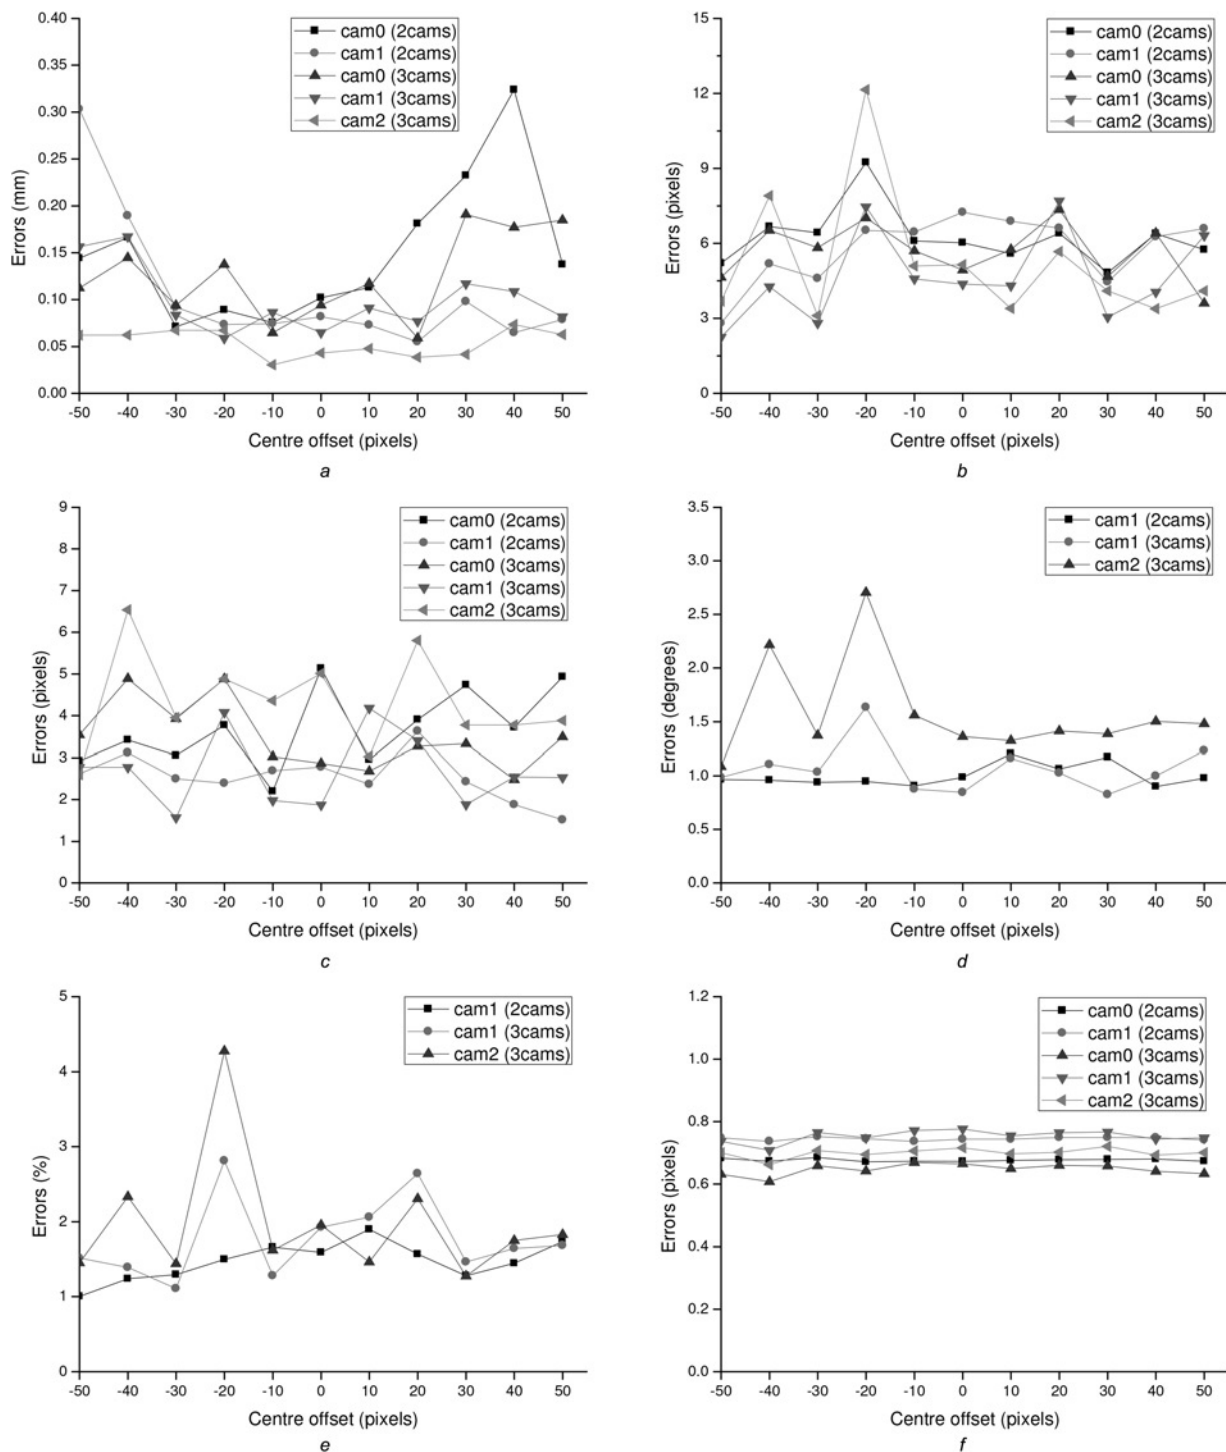 0.40
0.35
0.30
0.25
0.20
0.15
0.10
0.05
0.00
Errors (mm)
cam0 (2cams)
cam1 (2cams)
cam0 (3cams)
cam1 (3cams)
cam2 (3cams)
-50 -40 -30 -20 -10 0 10 20 30 40 50
Centre offset (pixels)
a
15
12
9
6
3
0
Errors (pixels)
cam0 (2cams)
cam1 (2cams)
cam0 (3cams)
cam1 (3cams)
cam2 (3cams)
-50 -40 -30 -20 -10 0 10 20 30 40 50
Centre offset (pixels)
b
9
8
7
6
5
4
3
2
1
0
Errors (pixels)
cam0 (2cams)
cam1 (2cams)
cam0 (3cams)
cam1 (3cams)
cam2 (3cams)
-50 -40 -30 -20 -10 0 10 20 30 40 50
Centre offset (pixels)
c
3.5
3.0
2.5
2.0
1.5
1.0
0.5
0.0
Errors (degrees)
cam1 (2cams)
cam1 (3cams)
cam2 (3cams)
-50 -40 -30 -20 -10 0 10 20 30 40 50
Centre offset (pixels)
d
5
4
3
2
1
0
Errors (%)
cam1 (2cams)
cam1 (3cams)
cam2 (3cams)
-50 -40 -30 -20 -10 0 10 20 30 40 50
Centre offset (pixels)
e
1.2
1.0
0.8
0.6
0.4
0.2
0.0
Errors (pixels)
cam0 (2cams)
cam1 (2cams)
cam0 (3cams)
cam1 (3cams)
cam2 (3cams)
-50 -40 -30 -20 -10 0 10 20 30 40 50
Centre offset (pixels)
f